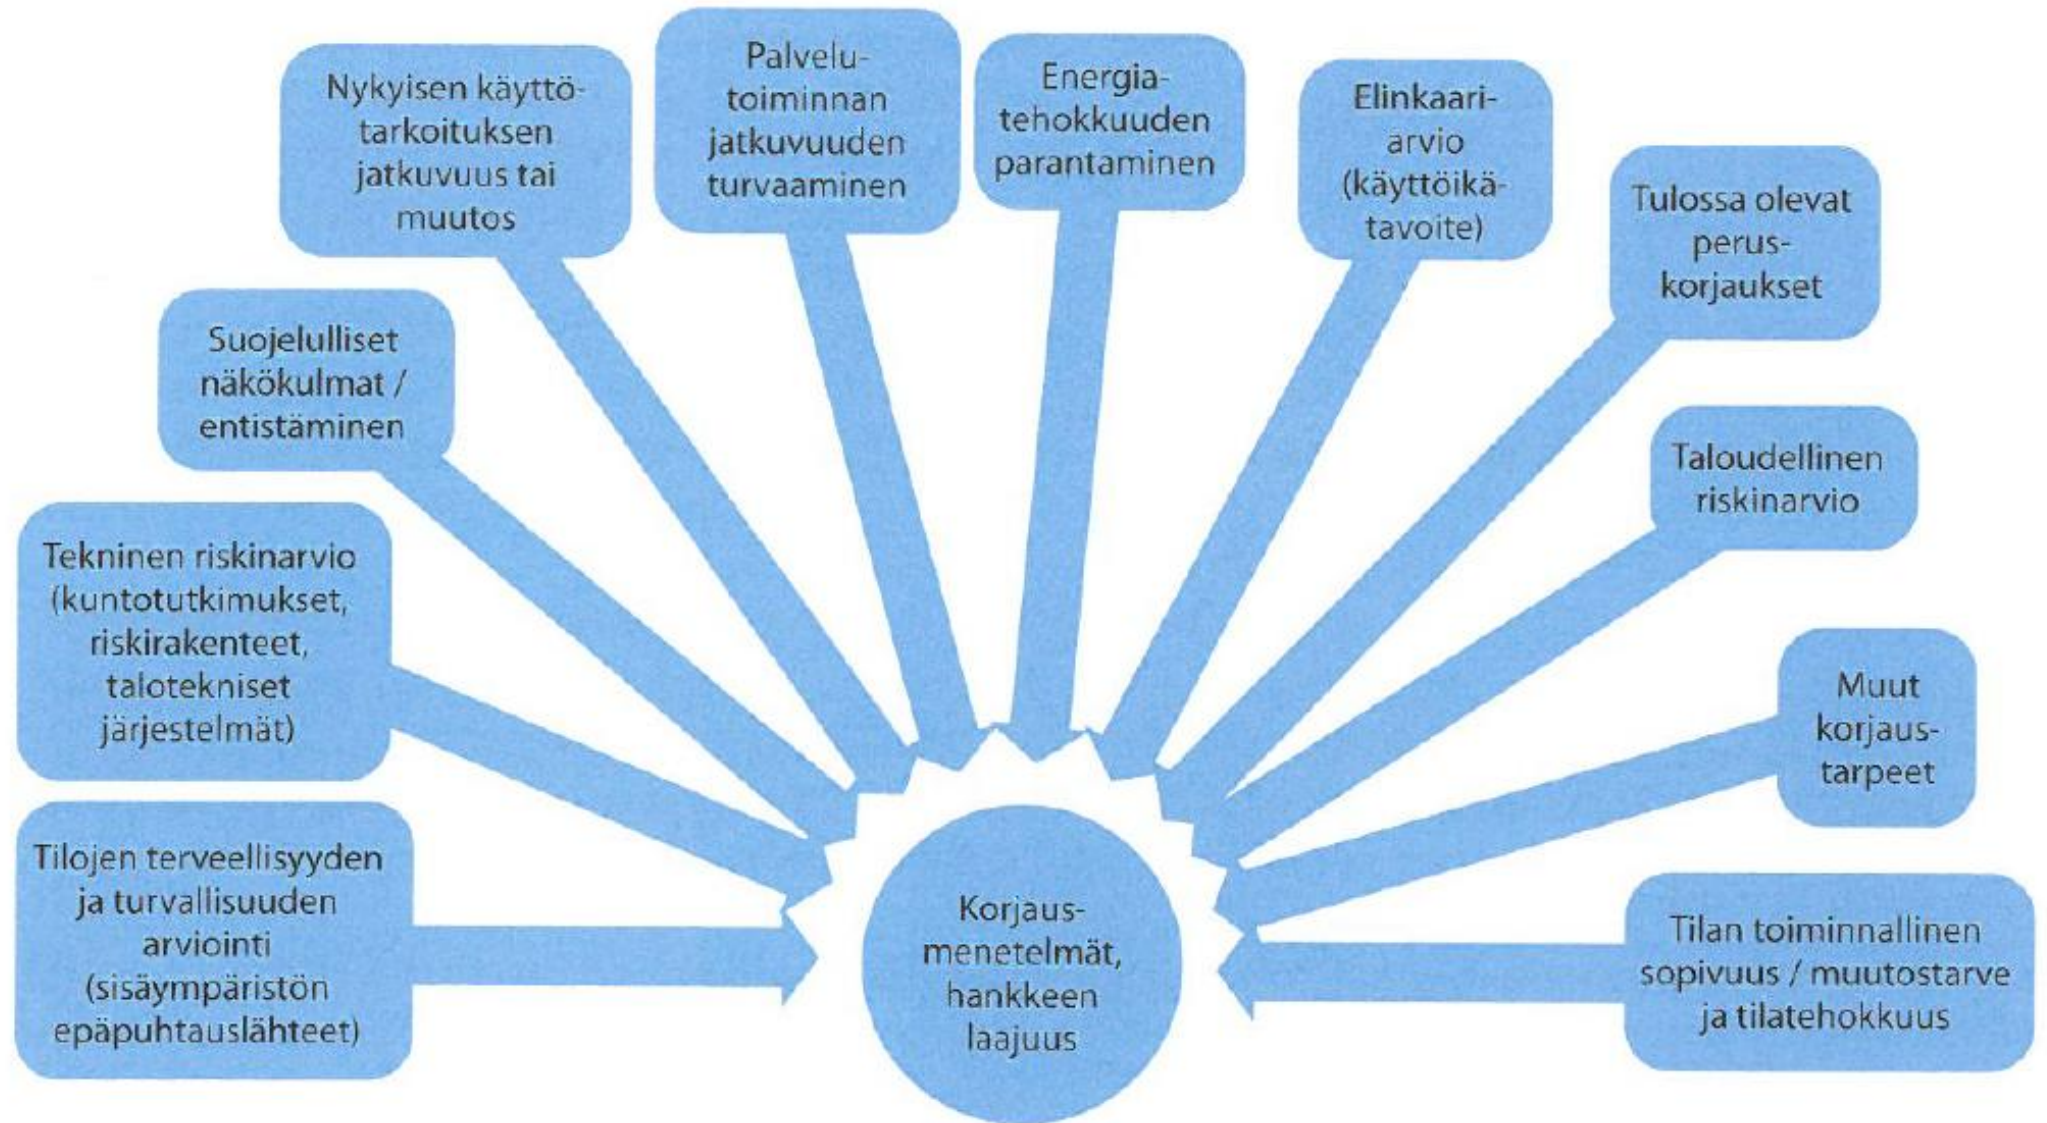 Nykyisen käyttö-
tarkoituksen
jatkuvuus tai
muutos
Palvelu-
toiminnan
jatkuvuuden
turvaaminen
Energia-
tehokkuuden
parantaminen
Elinkaari-
arvio
(käyttöikä-
tavoite)
Tulossa olevat
perus-
korjaukset
Suojelulliset
näkökulmat /
entistäminen
Taloudellinen
riskinarvio
Tekninen riskinarvio
(kuntotutkimukset,
riskirakenteet,
talotekniset
järjestelmät)
Muut
korjaus-
tarpeet
Tilojen terveellisyyden
ja turvallisuuden
arviointi
(sisäympäristön
epäpuhtauslähteet)
Korjaus-
menetelmät,
hankkeen
laajuus
Tilan toiminnallinen
sopivuus / muutostarve
ja tilatehokkuus